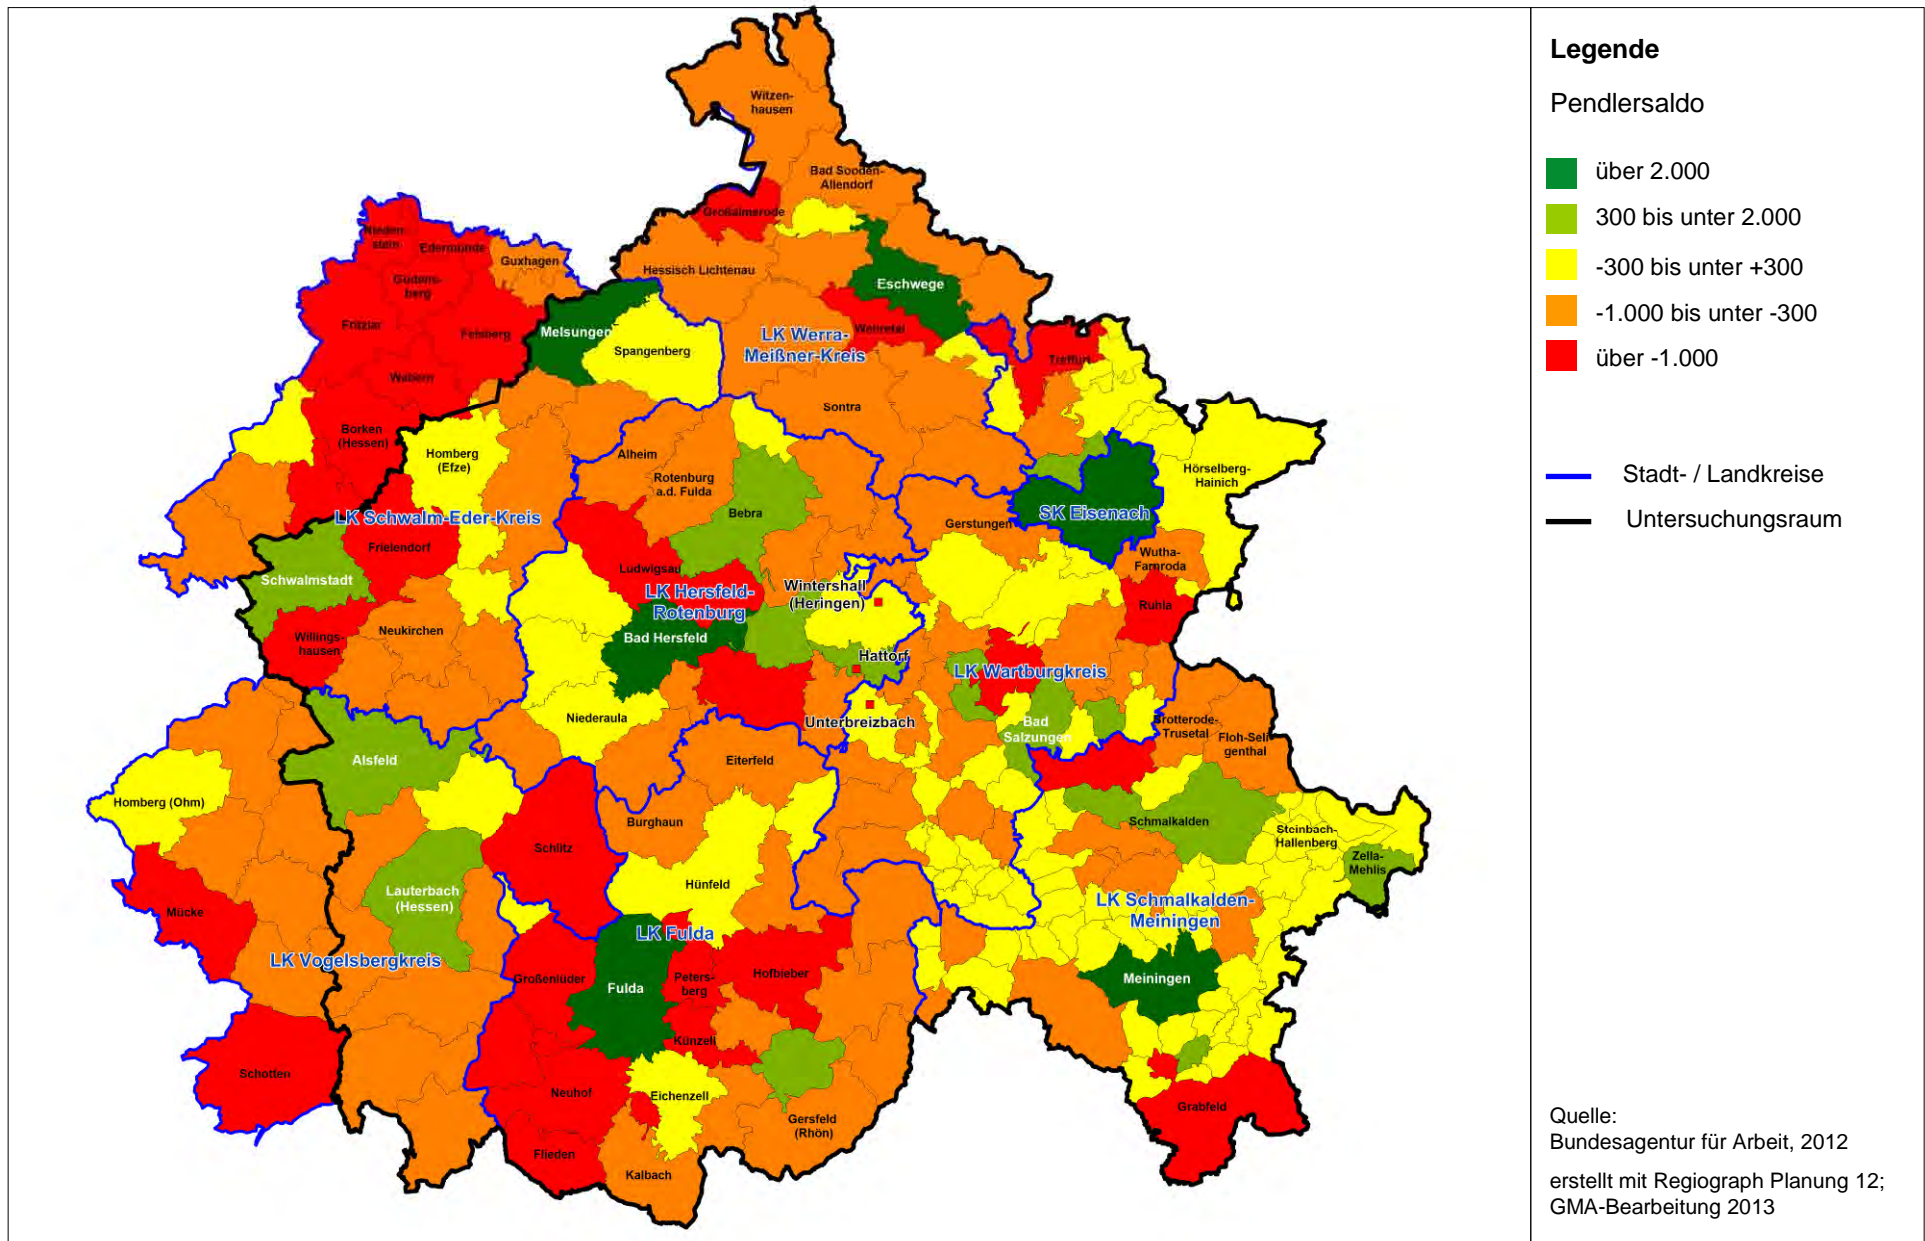 Witzen-
hausen
Bad Sooden-
Allendorf
Großalmerode
Nieden-
stein
Edermünde
Guxhagen
Gudens-
berg
Hessisch Lichtenau
Eschwege
Fritzlar
Felsberg
Melsungen
Spangenberg
LK Werra-
Meißner-Kreis
Wehretal
Treffurt
Wabern
Sontra
Borken
(Hessen)
Homberg
(Efze)
Alheim
Rotenburg
a.d. Fulda
Hörselberg-
Hainich
Bebra
LK Schwalm-Eder-Kreis
Gerstungen
SK Eisenach
Frielendorf
Wutha-
Farnroda
Schwalmstadt
Ludwigsau
LK Hersfeld-
Rotenburg
Wintershall
(Heringen)
Ruhla
Willings-
hausen
Neukirchen
Bad Hersfeld
Hattorf
LK Wartburgkreis
Niederaula
Unterbreizbach
Bad
Salzungen
Brotterode-
Trusetal
Floh-Seli-
genthal
Alsfeld
Eiterfeld
Homberg (Ohm)
Burghaun
Schmalkalden
Steinbach-
Hallenberg
Schlitz
Zella-
Mehlis
Lauterbach
(Hessen)
Hünfeld
LK Schmalkalden-
Meiningen
Mücke
LK Fulda
LK Vogelsbergkreis
Großenlüder
Fulda
Peters-
berg
Hofbieber
Meiningen
Künzell
Schotten
Neuhof
Eichenzell
Gersfeld
(Rhön)
Grabfeld
Flieden
Kalbach
Legende
Pendlersaldo
über 2.000
300 bis unter 2.000
-300 bis unter +300
-1.000 bis unter -300
über -1.000
Stadt- / Landkreise
Untersuchungsraum
Quelle:
Bundesagentur für Arbeit, 2012
erstellt mit Regiograph Planung 12;
GMA-Bearbeitung 2013